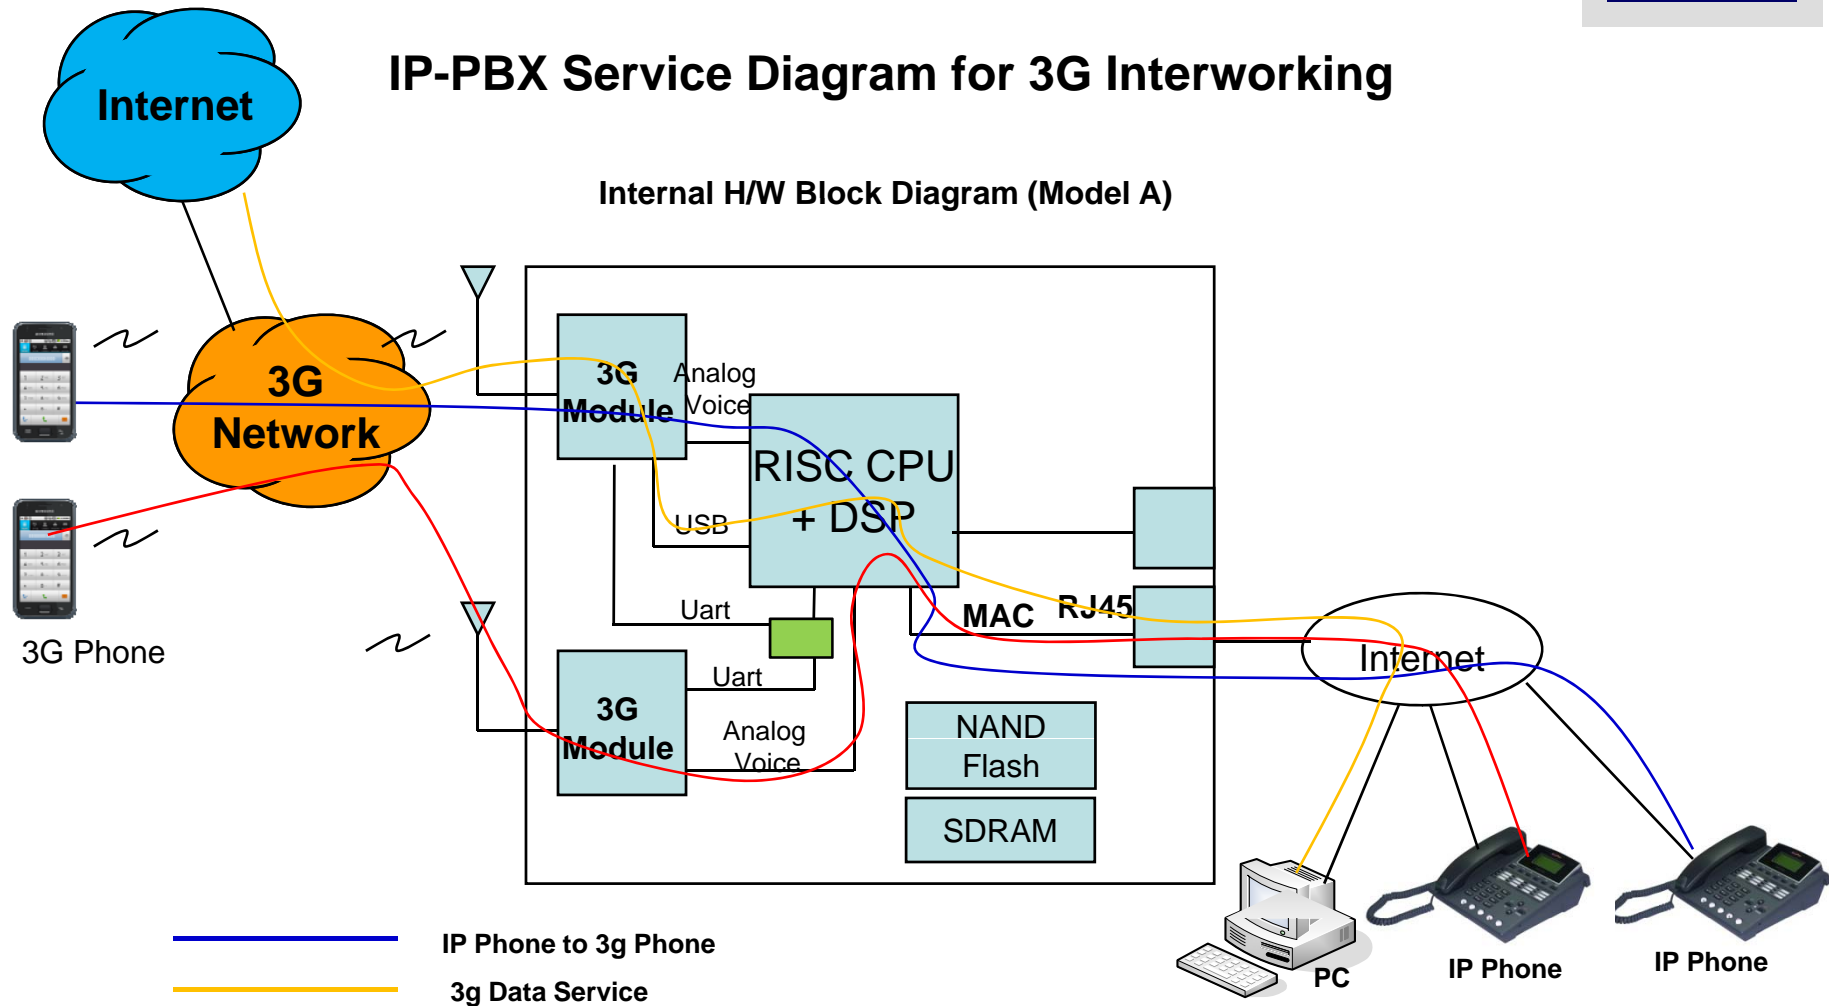 IP-PBX Service Diagram for 3G Interworking
Internet
Internal H/W Block Diagram (Model A)
3G
Network
3G
Module
Analog
Voice
RISC CPU
+ DSP
USB
Uart
MAC
RJ45
3G Phone
Internet
Uart
3G
Module
Analog
Voice
NAND
Flash
SDRAM
IP Phone to 3g Phone
3g Data Service
PC
IP Phone
IP Phone